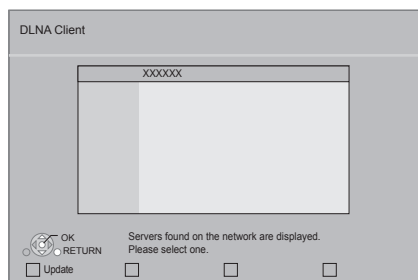 DLNA Client
XXXXXX
OK
RETURN
Servers found on the network are displayed.
Please select one.
Update